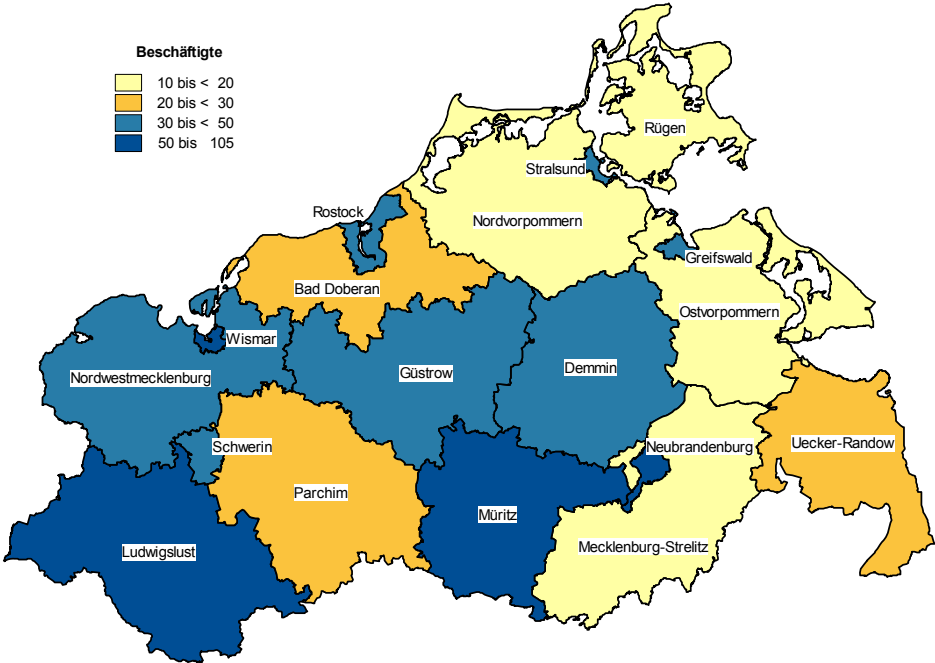 Beschäftigte
10 bis < 20
20 bis < 30
30 bis < 50
50 bis 105
Rügen
Stralsund
Rostock
Nordvorpommern
Greifswald
Bad Doberan
Ostvorpommern
Wismar
Nordwestmecklenburg
Güstrow
Demmin
Schwerin
Neubrandenburg
Uecker-Randow
Parchim
Müritz
Ludwigslust
Mecklenburg-Strelitz